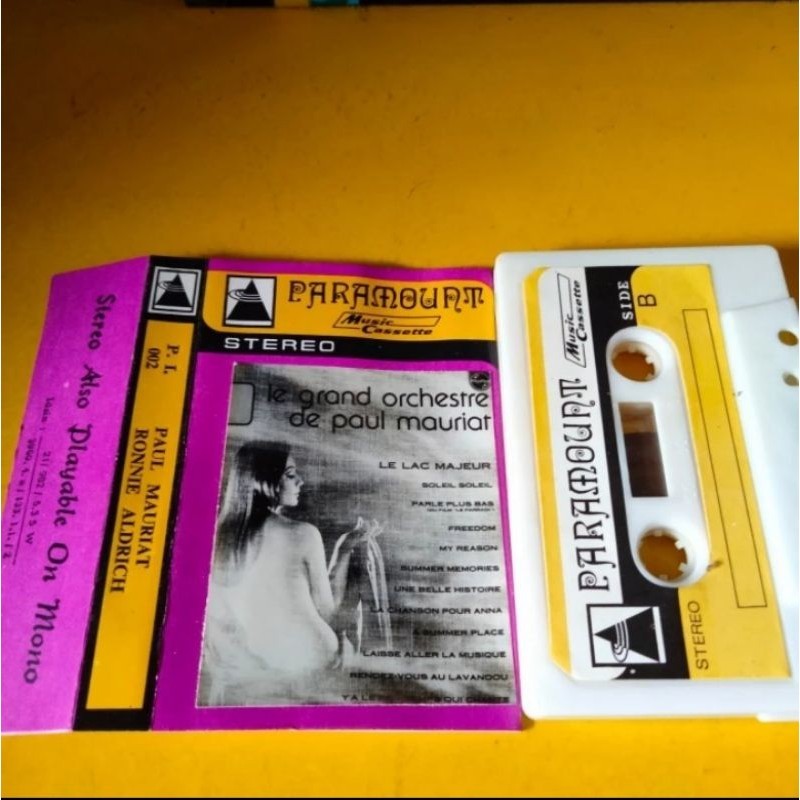 Stereo Also Playable On Mono
P. I.
002
PAUL MAURIAT
RONNIE ALDRICH
PARAMOUNT
Music
Cassette
STEREO
le grand orchestre
de paul mauriat
LE LAC MAJEUR
SOLEIL SOLEIL
PARLE PLUS BAS
FREEDOM
MY REASON
SUMMER MEMORIES
UNE BELLE HISTOIRE
LA CHANSON POUR ANNA
A SUMMER PLACE
LAISSE ALLER LA MUSIQUE
RENDEZ-VOUS AU LAVANDOU
QUI
PARAMOUNT
Music
Cassette
SIDE
B
STEREO